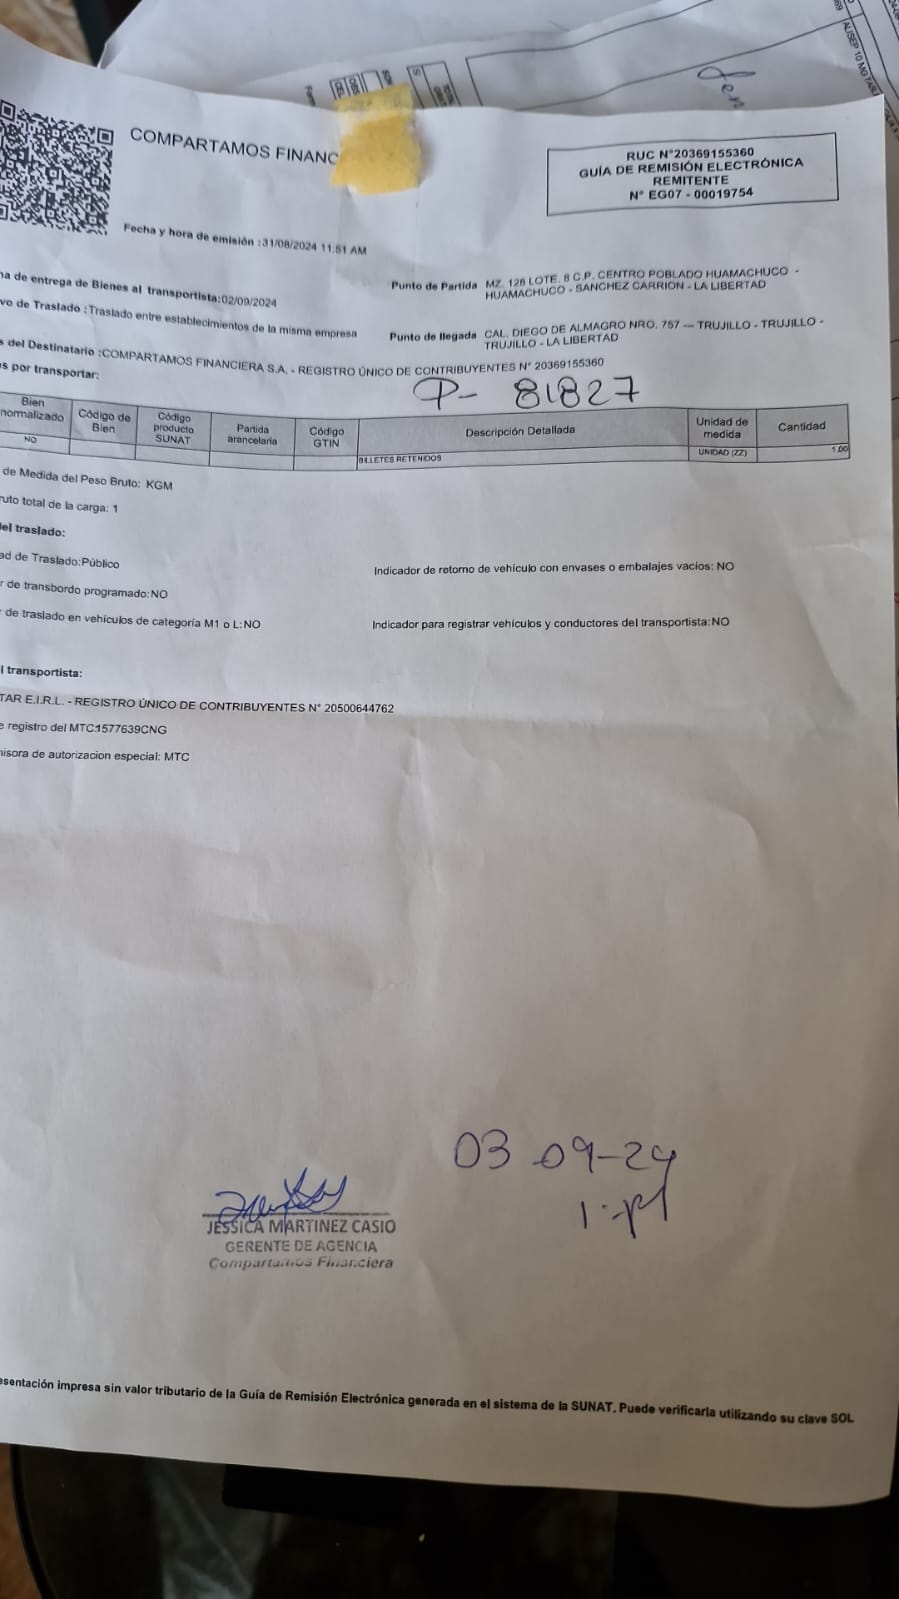 COMPARTAMOS FINANC
RUC N°20369155360
GUÍA DE REMISIÓN ELECTRÓNICA
REMITENTE
N° EG07 - 00019754
Fecha y hora de emisión :31/08/2024 11:51 AM
ha de entrega de Bienes al transportista:02/09/2024
Punto de Partida MZ. 128 LOTE. 8 C.P. CENTRO POBLADO HUAMACHUCO -
HUAMACHUCO - SANCHEZ CARRION - LA LIBERTAD
vo de Traslado :Traslado entre establecimientos de la misma empresa
Punto de llegada CAL. DIEGO DE ALMAGRO NRO. 757 --- TRUJILLO - TRUJILLO -
TRUJILLO - LA LIBERTAD
s del Destinatario :COMPARTAMOS FINANCIERA S.A. - REGISTRO ÚNICO DE CONTRIBUYENTES N° 20369155360
s por transportar:
P- 81827
Bien normalizado Código de Bien Código producto SUNAT Partida arancelaria Código GTIN Descripción Detallada Unidad de medida Cantidad
NO BILLETES RETENIDOS UNIDAD (ZZ) 1.00
de Medida del Peso Bruto: KGM
ruto total de la carga: 1
el traslado:
ad de Traslado:Público
Indicador de retorno de vehículo con envases o embalajes vacíos: NO
r de transbordo programado:NO
de traslado en vehículos de categoría M1 o L:NO
Indicador para registrar vehículos y conductores del transportista:NO
l transportista:
TAR E.I.R.L. - REGISTRO ÚNICO DE CONTRIBUYENTES N° 20500644762
e registro del MTC:1577639CNG
misora de autorizacion especial: MTC
03 09-24
JESSICA MARTINEZ CASIO
GERENTE DE AGENCIA
Compartamos Financiera
esentación impresa sin valor tributario de la Guía de Remisión Electrónica generada en el sistema de la SUNAT. Puede verificarla utilizando su clave SOL